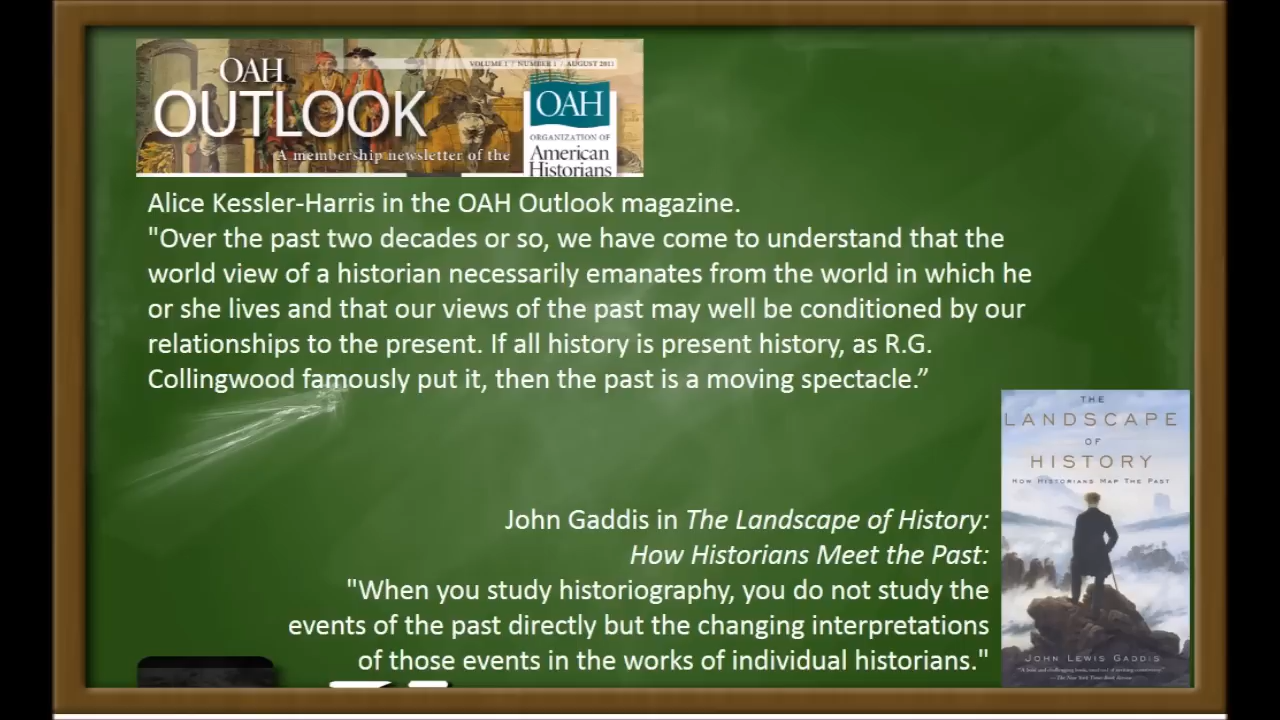 OAH
OUTLOOK
A membership newsletter of the
VOLUME 1 / NUMBER 1 / AUGUST 2011
OAH
ORGANIZATION OF
American
Historians
Alice Kessler-Harris in the OAH Outlook magazine.
"Over the past two decades or so, we have come to understand that the
world view of a historian necessarily emanates from the world in which he
or she lives and that our views of the past may well be conditioned by our
relationships to the present. If all history is present history, as R.G.
Collingwood famously put it, then the past is a moving spectacle.”
John Gaddis in The Landscape of History:
How Historians Meet the Past:
"When you study historiography, you do not study the
events of the past directly but the changing interpretations
of those events in the works of individual historians."
THE
LANDSCAPE
OF
HISTORY
HOW HISTORIANS MAP THE PAST
JOHN LEWIS GADDIS
—The New York Times Book Review